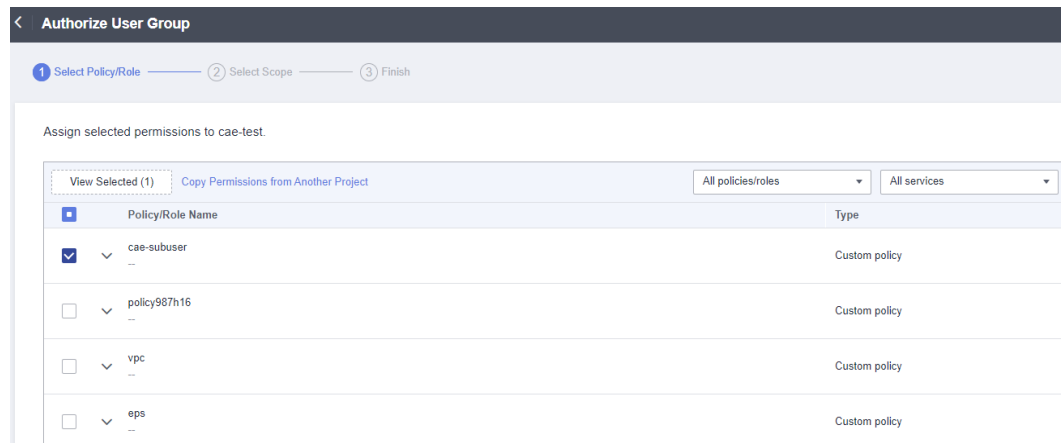 Authorize User Group
1 Select Policy/Role 2 Select Scope 3 Finish
Assign selected permissions to cae-test.
View Selected (1) Copy Permissions from Another Project All policies/roles All services
Policy/Role Name Type
cae-subuser
--
Custom policy
policy987h16
--
Custom policy
vpc
--
Custom policy
eps
--
Custom policy